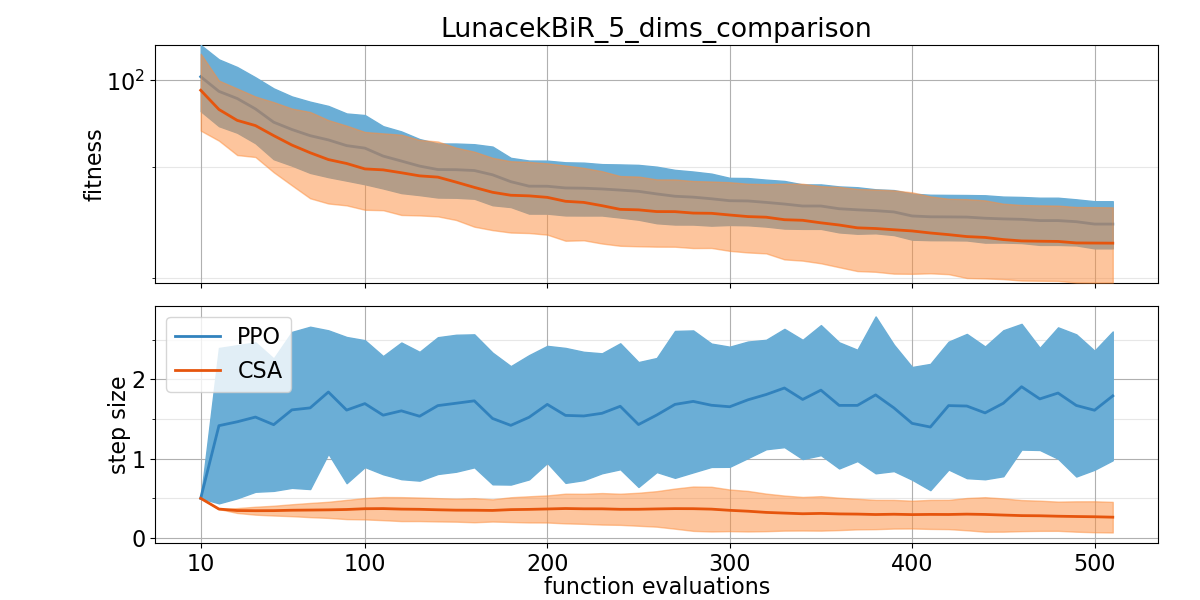 LunacekBiR_5_dims_comparison
10²
fitness
PPO
CSA
2
1
0
step size
10 100 200 300 400 500
function evaluations